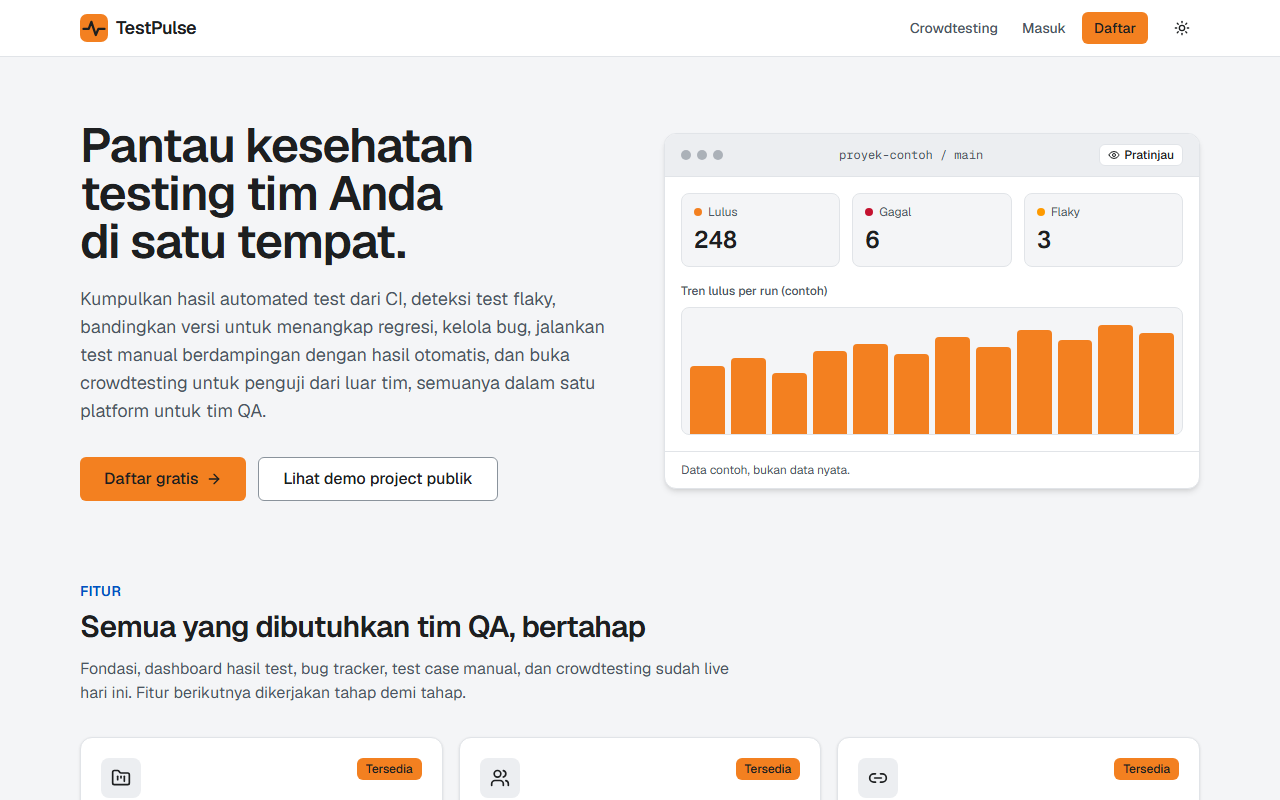 TestPulse
Crowdtesting
Masuk
Daftar
Pantau kesehatan
testing tim Anda
di satu tempat.
Kumpulkan hasil automated test dari CI, deteksi test flaky,
bandingkan versi untuk menangkap regresi, kelola bug, jalankan
test manual berdampingan dengan hasil otomatis, dan buka
crowdtesting untuk penguji dari luar tim, semuanya dalam satu
platform untuk tim QA.
Daftar gratis →
Lihat demo project publik
proyek-contoh / main
Pratinjau
Lulus
248
Gagal
6
Flaky
3
Tren lulus per run (contoh)
Data contoh, bukan data nyata.
FITUR
Semua yang dibutuhkan tim QA, bertahap
Fondasi, dashboard hasil test, bug tracker, test case manual, dan crowdtesting sudah live
hari ini. Fitur berikutnya dikerjakan tahap demi tahap.
Tersedia
Tersedia
Tersedia